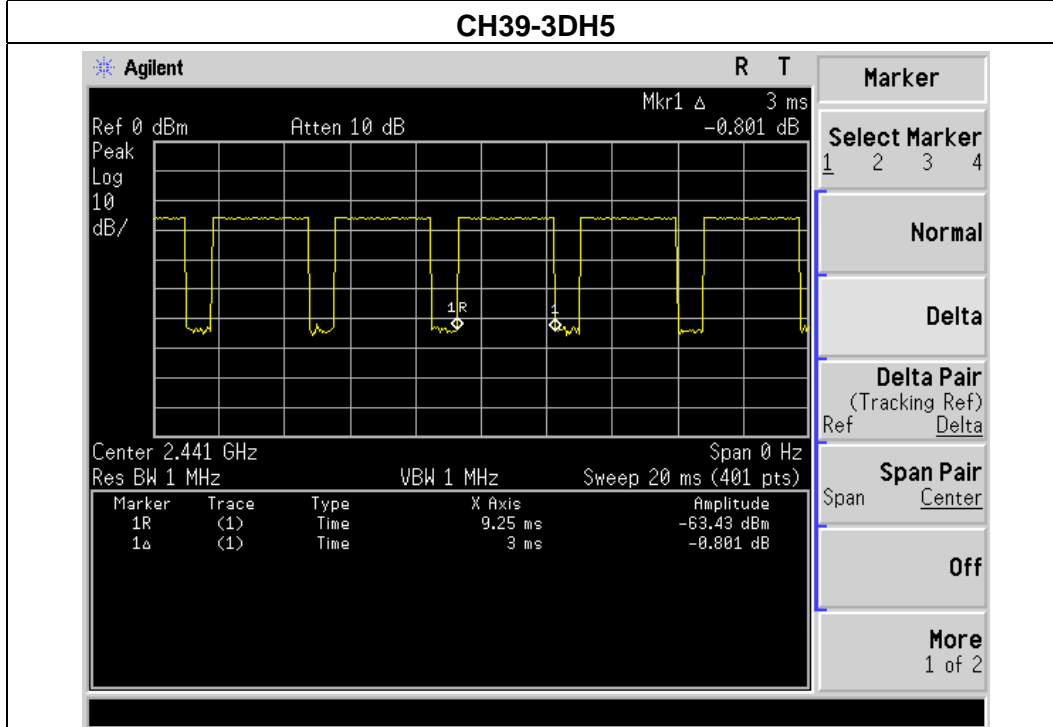 CH39-3DH5
Agilent R T
Mkr1 Δ 3 ms
Ref 0 dBm Atten 10 dB -0.801 dB
Peak
Log
10
dB/
1R
1
Center 2.441 GHz Span 0 Hz
Res BW 1 MHz VBW 1 MHz Sweep 20 ms (401 pts)
Marker Trace Type X Axis Amplitude
1R (1) Time 9.25 ms -63.43 dBm
1Δ (1) Time 3 ms -0.801 dB
Marker
Select Marker
1 2 3 4
Normal
Delta
Delta Pair
(Tracking Ref)
Ref Delta
Span Pair
Span Center
Off
More
1 of 2